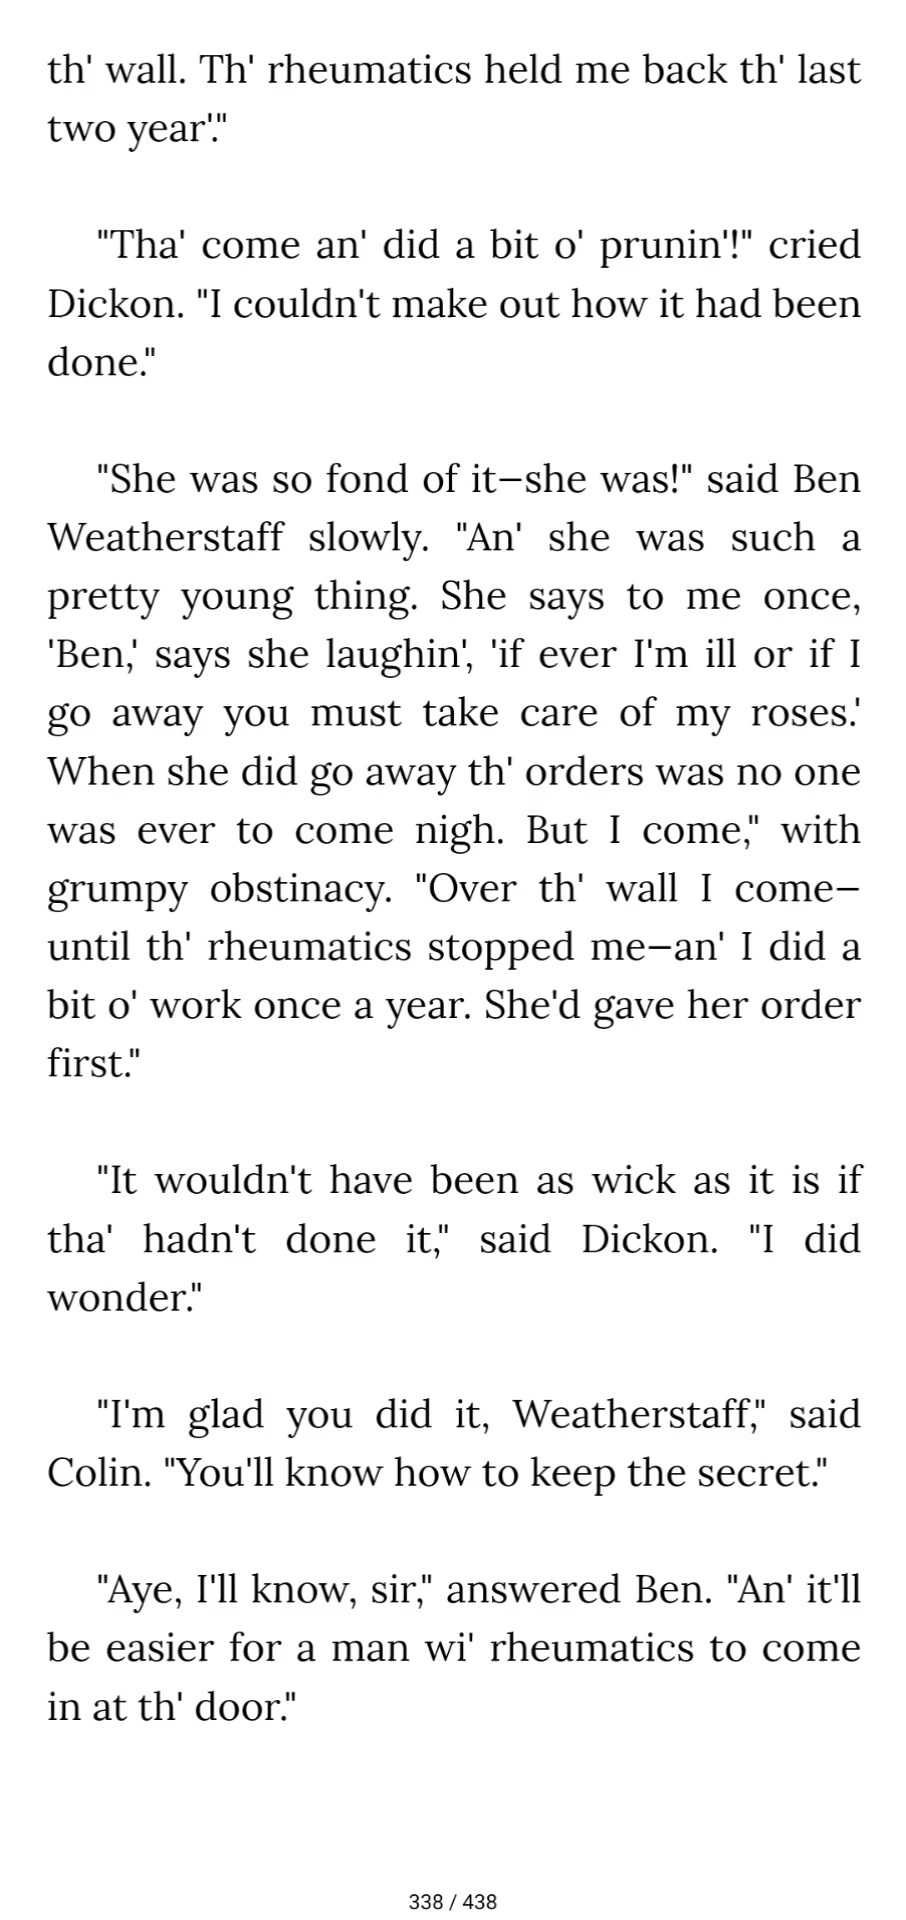 th' wall. Th' rheumatics held me back th' last
two year'."
"Tha' come an' did a bit o' prunin'!" cried
Dickon. "I couldn't make out how it had been
done."
"She was so fond of it—she was!" said Ben
Weatherstaff slowly. "An' she was such a
pretty young thing. She says to me once,
'Ben,' says she laughin', 'if ever I'm ill or if I
go away you must take care of my roses.'
When she did go away th' orders was no one
was ever to come nigh. But I come," with
grumpy obstinacy. "Over th' wall I come—
until th' rheumatics stopped me—an' I did a
bit o' work once a year. She'd gave her order
first."
"It wouldn't have been as wick as it is if
tha' hadn't done it," said Dickon. "I did
wonder."
"I'm glad you did it, Weatherstaff," said
Colin. "You'll know how to keep the secret."
"Aye, I'll know, sir," answered Ben. "An' it'll
be easier for a man wi' rheumatics to come
in at th' door."
338 / 438